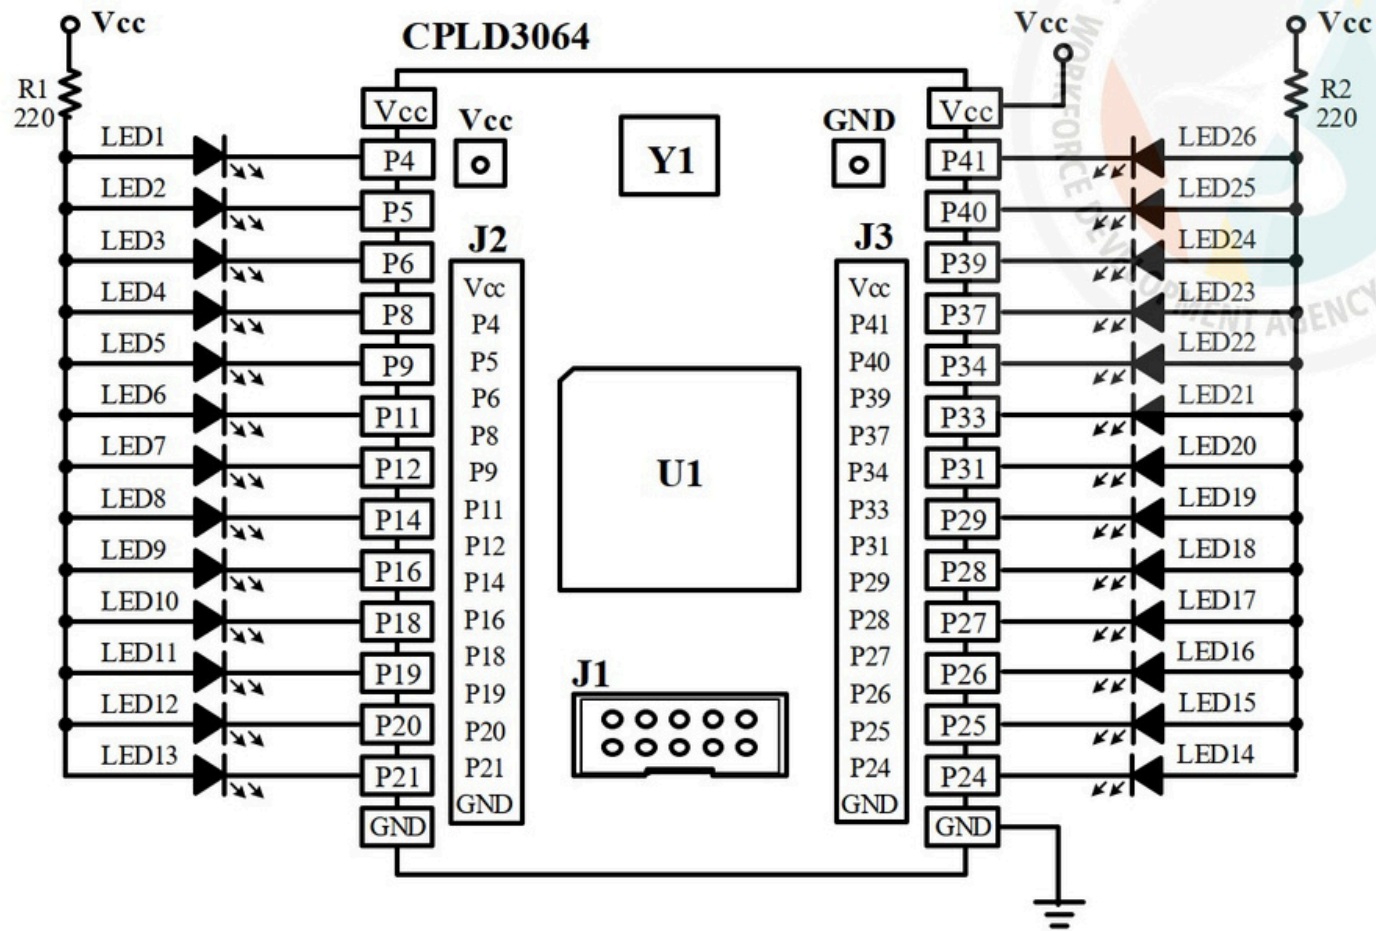 Vcc
R1
220
LED1
LED2
LED3
LED4
LED5
LED6
LED7
LED8
LED9
LED10
LED11
LED12
LED13
CPLD3064
Vcc
P4
P5
P6
P8
P9
P11
P12
P14
P16
P18
P19
P20
P21
GND
Vcc
J2
Vcc
P4
P5
P6
P8
P9
P11
P12
P14
P16
P18
P19
P20
P21
GND
Y1
U1
J1
GND
J3
Vcc
P41
P40
P39
P37
P34
P33
P31
P29
P28
P27
P26
P25
P24
GND
Vcc
P41
P40
P39
P37
P34
P33
P31
P29
P28
P27
P26
P25
P24
GND
Vcc
Vcc
R2
220
LED26
LED25
LED24
LED23
LED22
LED21
LED20
LED19
LED18
LED17
LED16
LED15
LED14
WORKFORCE DEVELOPMENT AGENCY